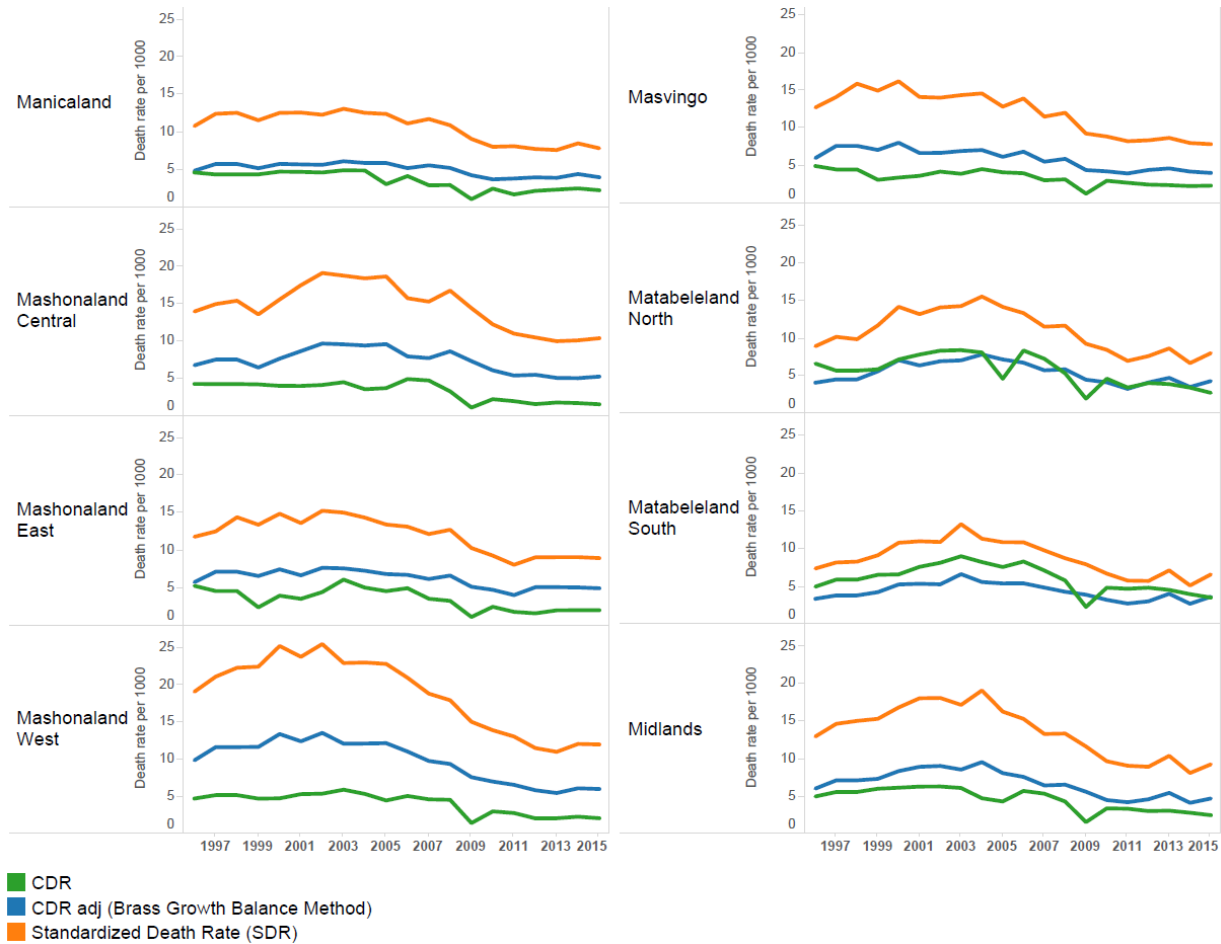 Manicaland
Death rate per 1000
25
20
15
10
5
0
Masvingo
Death rate per 1000
25
20
15
10
5
0
Mashonaland
Central
Death rate per 1000
25
20
15
10
5
0
Matabeleland
North
Death rate per 1000
25
20
15
10
5
0
Mashonaland
East
Death rate per 1000
25
20
15
10
5
0
Matabeleland
South
Death rate per 1000
25
20
15
10
5
0
Mashonaland
West
Death rate per 1000
25
20
15
10
5
0
Midlands
Death rate per 1000
25
20
15
10
5
0
1997 1999 2001 2003 2005 2007 2009 2011 2013 2015
1997 1999 2001 2003 2005 2007 2009 2011 2013 2015
CDR
CDR adj (Brass Growth Balance Method)
Standardized Death Rate (SDR)